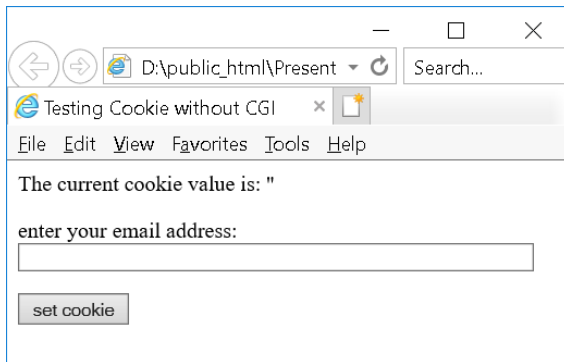 D:\public_html\Present
Search...
Testing Cookie without CGI
File Edit View Favorites Tools Help
The current cookie value is: ''
enter your email address:
set cookie